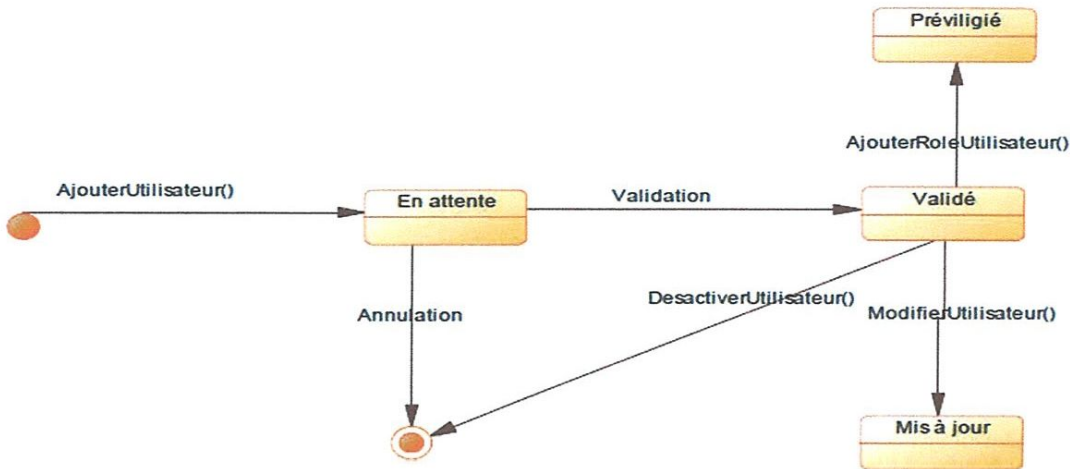 Préviligié
AjouterRoleUtilisateur()
AjouterUtilisateur()
En attente
Validation
Validé
Annulation
DesactiverUtilisateur()
ModifierUtilisateur()
Mis à jour